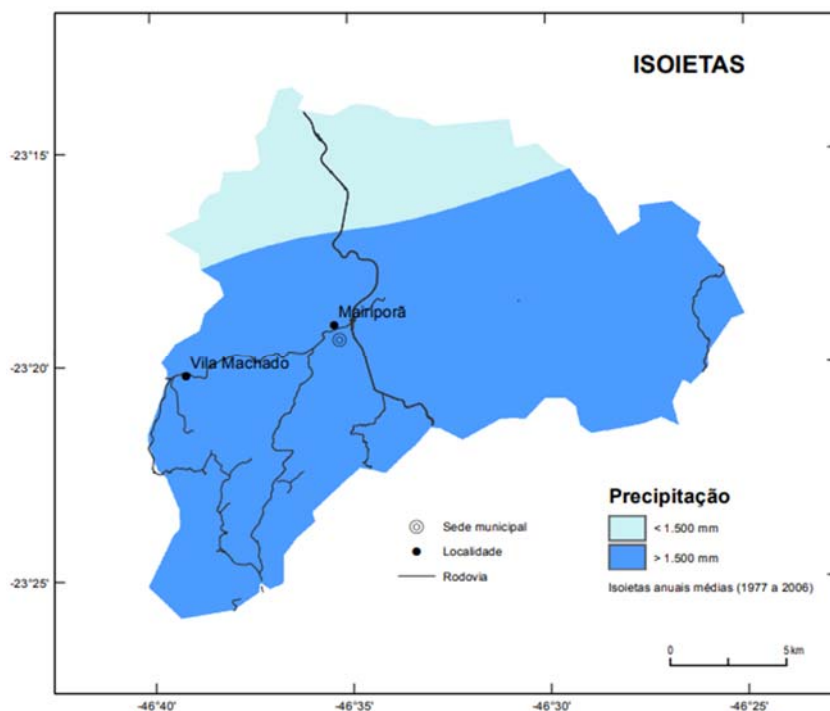 ISOIETAS
-23°15'
Mairiporã
-23°20'
Vila Machado
Precipitação
< 1.500 mm
> 1.500 mm
Isoietas anuais médias (1977 a 2006)
Sede municipal
Localidade
Rodovia
-23°25'
0 5 km
-46°40' -46°35' -46°30' -46°25'